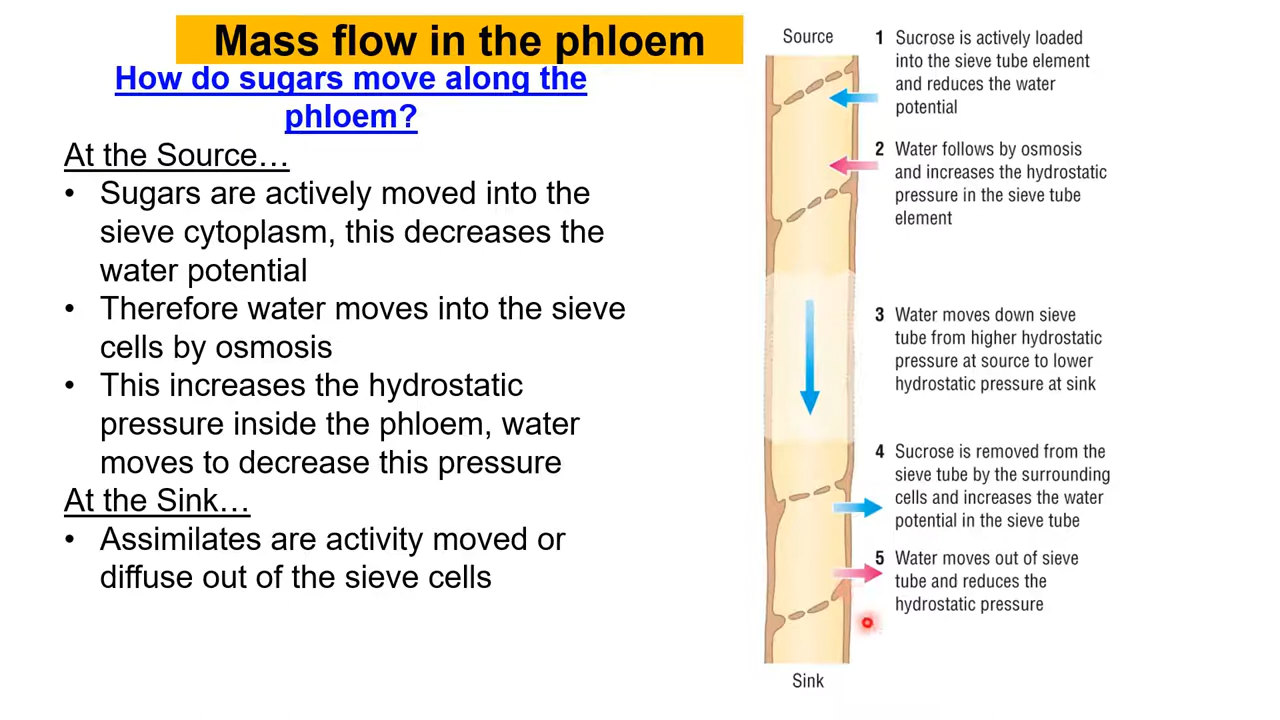 Mass flow in the phloem
How do sugars move along the
phloem?
At the Source…
• Sugars are actively moved into the
sieve cytoplasm, this decreases the
water potential
• Therefore water moves into the sieve
cells by osmosis
• This increases the hydrostatic
pressure inside the phloem, water
moves to decrease this pressure
At the Sink…
• Assimilates are activity moved or
diffuse out of the sieve cells
Source
1 Sucrose is actively loaded
into the sieve tube element
and reduces the water
potential
2 Water follows by osmosis
and increases the hydrostatic
pressure in the sieve tube
element
3 Water moves down sieve
tube from higher hydrostatic
pressure at source to lower
hydrostatic pressure at sink
4 Sucrose is removed from the
sieve tube by the surrounding
cells and increases the water
potential in the sieve tube
5 Water moves out of sieve
tube and reduces the
hydrostatic pressure
Sink